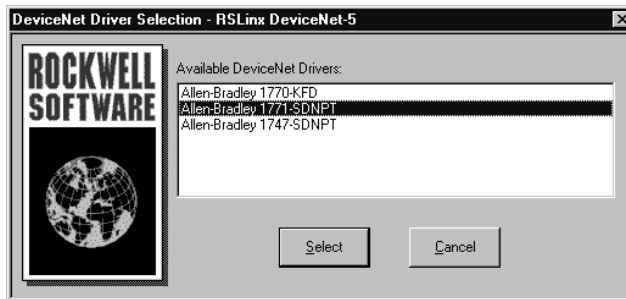 DeviceNet Driver Selection - RSLinx DeviceNet-5
ROCKWELL
SOFTWARE
Available DeviceNet Drivers:
Allen-Bradley 1770-KFD
Allen-Bradley 1771-SDNPT
Allen-Bradley 1747-SDNPT
Select
Cancel